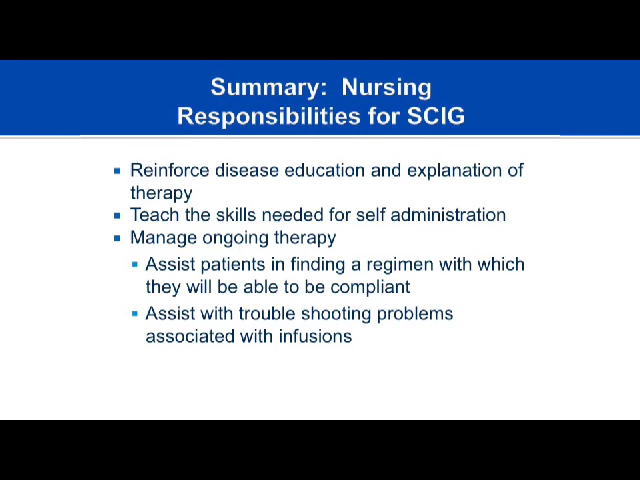 Summary:  Nursing
Responsibilities for SCIG
Reinforce disease education and explanation of
therapy
Teach the skills needed for self administration
Manage ongoing therapy
Assist patients in finding a regimen with which
they will be able to be compliant
Assist with trouble shooting problems
associated with infusions